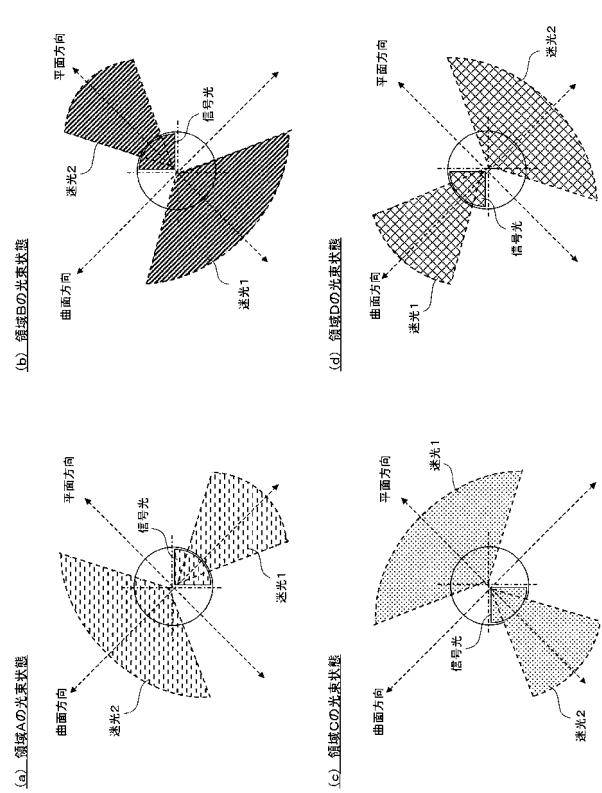 (a) 領域Aの光束状態
曲面方向
平面方向
信号光
迷光2
迷光1
(b) 領域Bの光束状態
曲面方向
平面方向
信号光
迷光2
迷光1
(c) 領域Cの光束状態
曲面方向
平面方向
迷光1
信号光
迷光2
(d) 領域Dの光束状態
曲面方向
平面方向
迷光1
信号光
迷光2